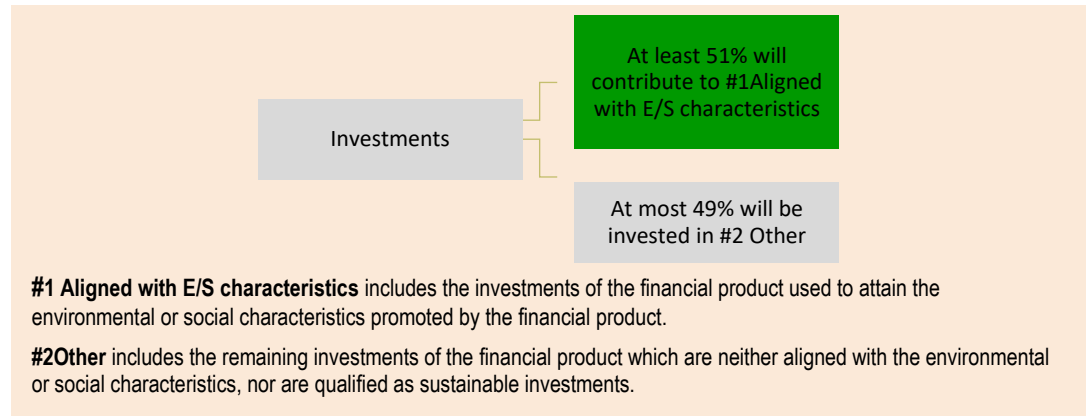 At least 51% will
contribute to #1Aligned
with E/S characteristics
Investments
At most 49% will be
invested in #2 Other
#1 Aligned with E/S characteristics includes the investments of the financial product used to attain the
environmental or social characteristics promoted by the financial product.
#2Other includes the remaining investments of the financial product which are neither aligned with the environmental
or social characteristics, nor are qualified as sustainable investments.